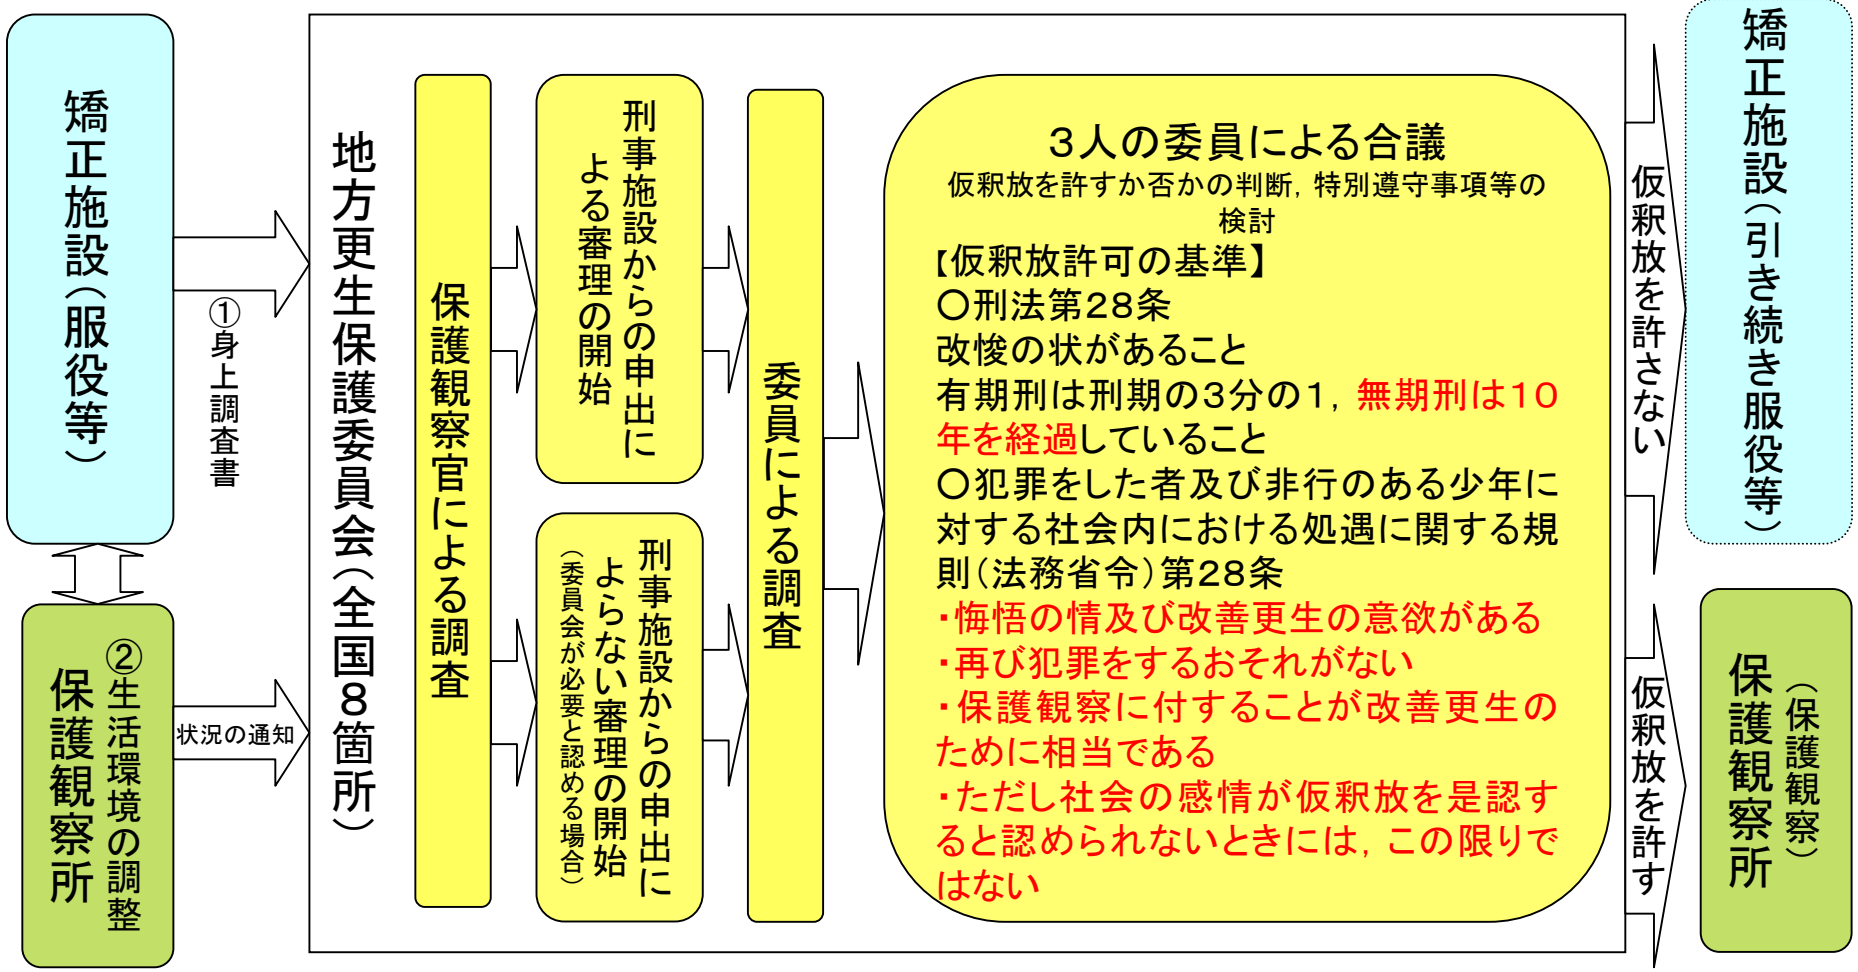 矯正施設（服役等）
①身上調査書
②生活環境の調整
保護観察所
状況の通知
地方更生保護委員会（全国８箇所）
保護観察官による調査
刑事施設からの申出に
よる審理の開始
刑事施設からの申出に
よらない審理の開始
（委員会が必要と認める場合）
委員による調査
３人の委員による合議
仮釈放を許すか否かの判断，特別遵守事項等の
検討
【仮釈放許可の基準】
○刑法第２８条
改悛の状があること
有期刑は刑期の３分の１，無期刑は１０
年を経過していること
○犯罪をした者及び非行のある少年に
対する社会内における処遇に関する規
則（法務省令）第２８条
・悔悟の情及び改善更生の意欲がある
・再び犯罪をするおそれがない
・保護観察に付することが改善更生の
ために相当である
・ただし社会の感情が仮釈放を是認す
ると認められないときには，この限りで
はない
仮釈放を許さない
矯正施設（引き続き服役等）
仮釈放を許す
（保護観察）
保護観察所